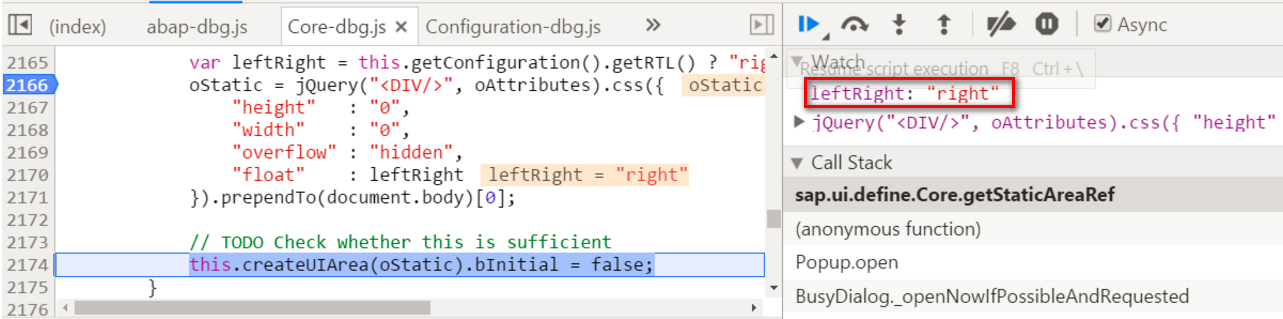 (index) abap-dbg.js Core-dbg.js × Configuration-dbg.js »
2165 var leftRight = this.getConfiguration().getRTL() ? "rig
2166 oStatic = jQuery("<DIV/>", oAttributes).css({ oStatic
2167 "height" : "0",
2168 "width" : "0",
2169 "overflow" : "hidden",
2170 "float" : leftRight leftRight = "right"
2171 }).prependTo(document.body)[0];
2172
2173 // TODO Check whether this is sufficient
2174 this.createUIArea(oStatic).bInitial = false;
2175 }
2176
Async
Watch
Resume script execution F8 Ctrl+\
leftRight: "right"
jQuery("<DIV/>", oAttributes).css({ "height"
Call Stack
sap.ui.define.Core.getStaticAreaRef
(anonymous function)
Popup.open
BusyDialog._openNowIfPossibleAndRequested